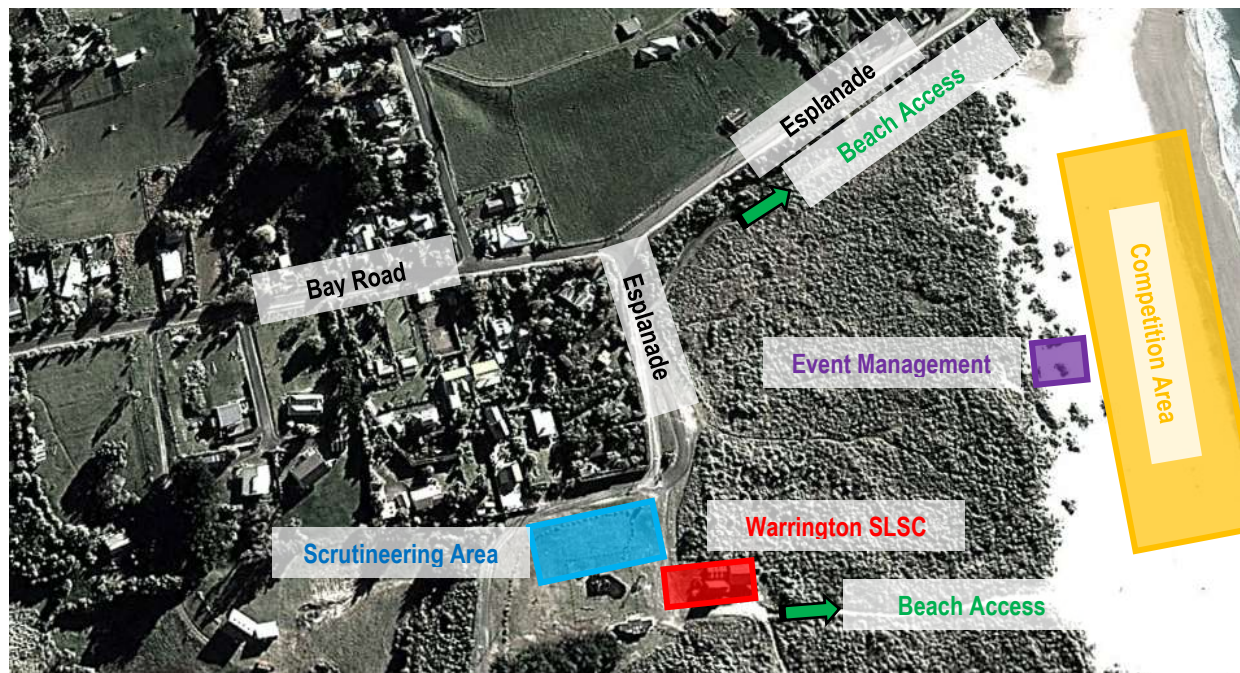 Esplanade
Beach Access
Bay Road
Esplanade
Event Management
Competition Area
Warrington SLSC
Scrutineering Area
Beach Access